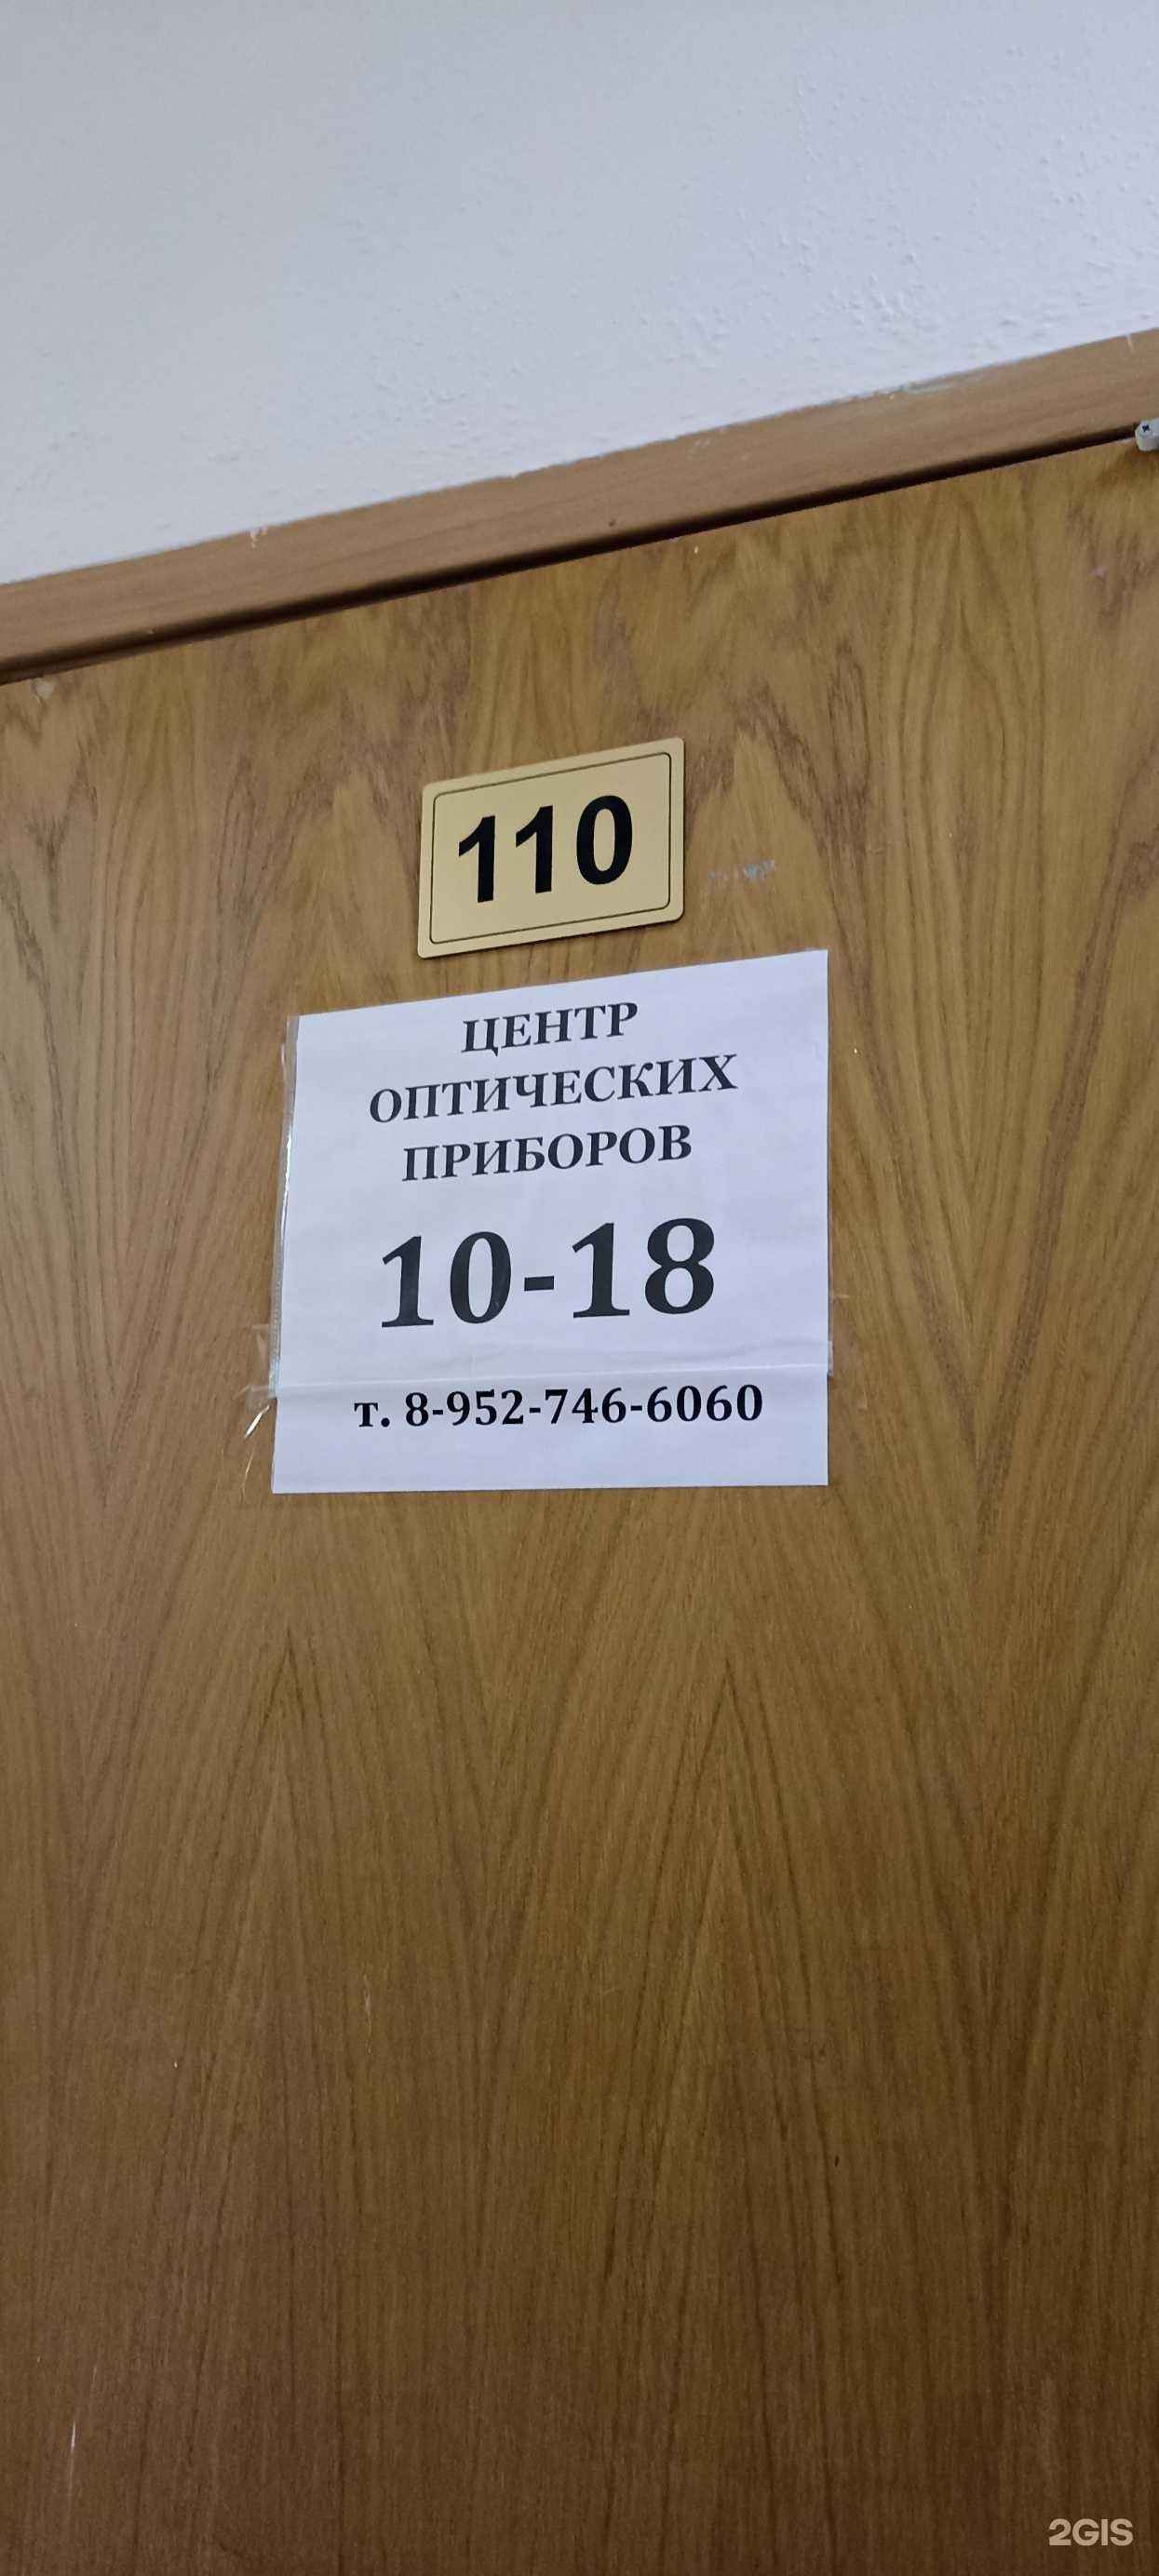 110
ЦЕНТР
ОПТИЧЕСКИХ
ПРИБОРОВ
10-18
т. 8-952-746-6060
2GIS